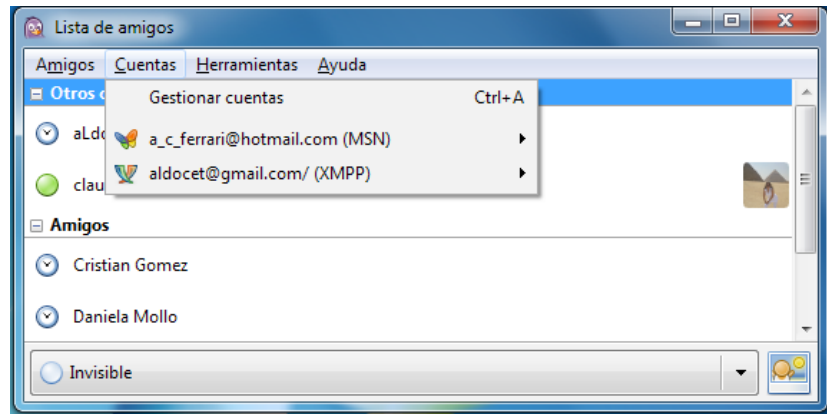 Lista de amigos
Amigos Cuentas Herramientas Ayuda
Otros
Gestionar cuentas Ctrl+A
a_c_ferrari@hotmail.com (MSN)
aldocet@gmail.com/ (XMPP)
Amigos
Cristian Gomez
Daniela Mollo
Invisible